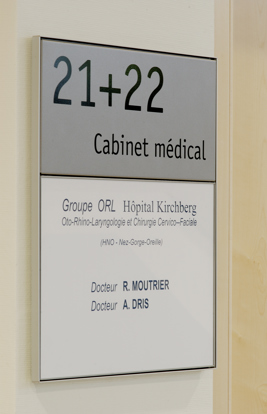 21+22
Cabinet médical
Groupe ORL Hôpital Kirchberg
Oto-Rhino-Laryngologie et Chirurgie Cervico-Faciale
(HNO - Nez-Gorge-Oreille)
Docteur R. MOUTRIER
Docteur A. DRIS